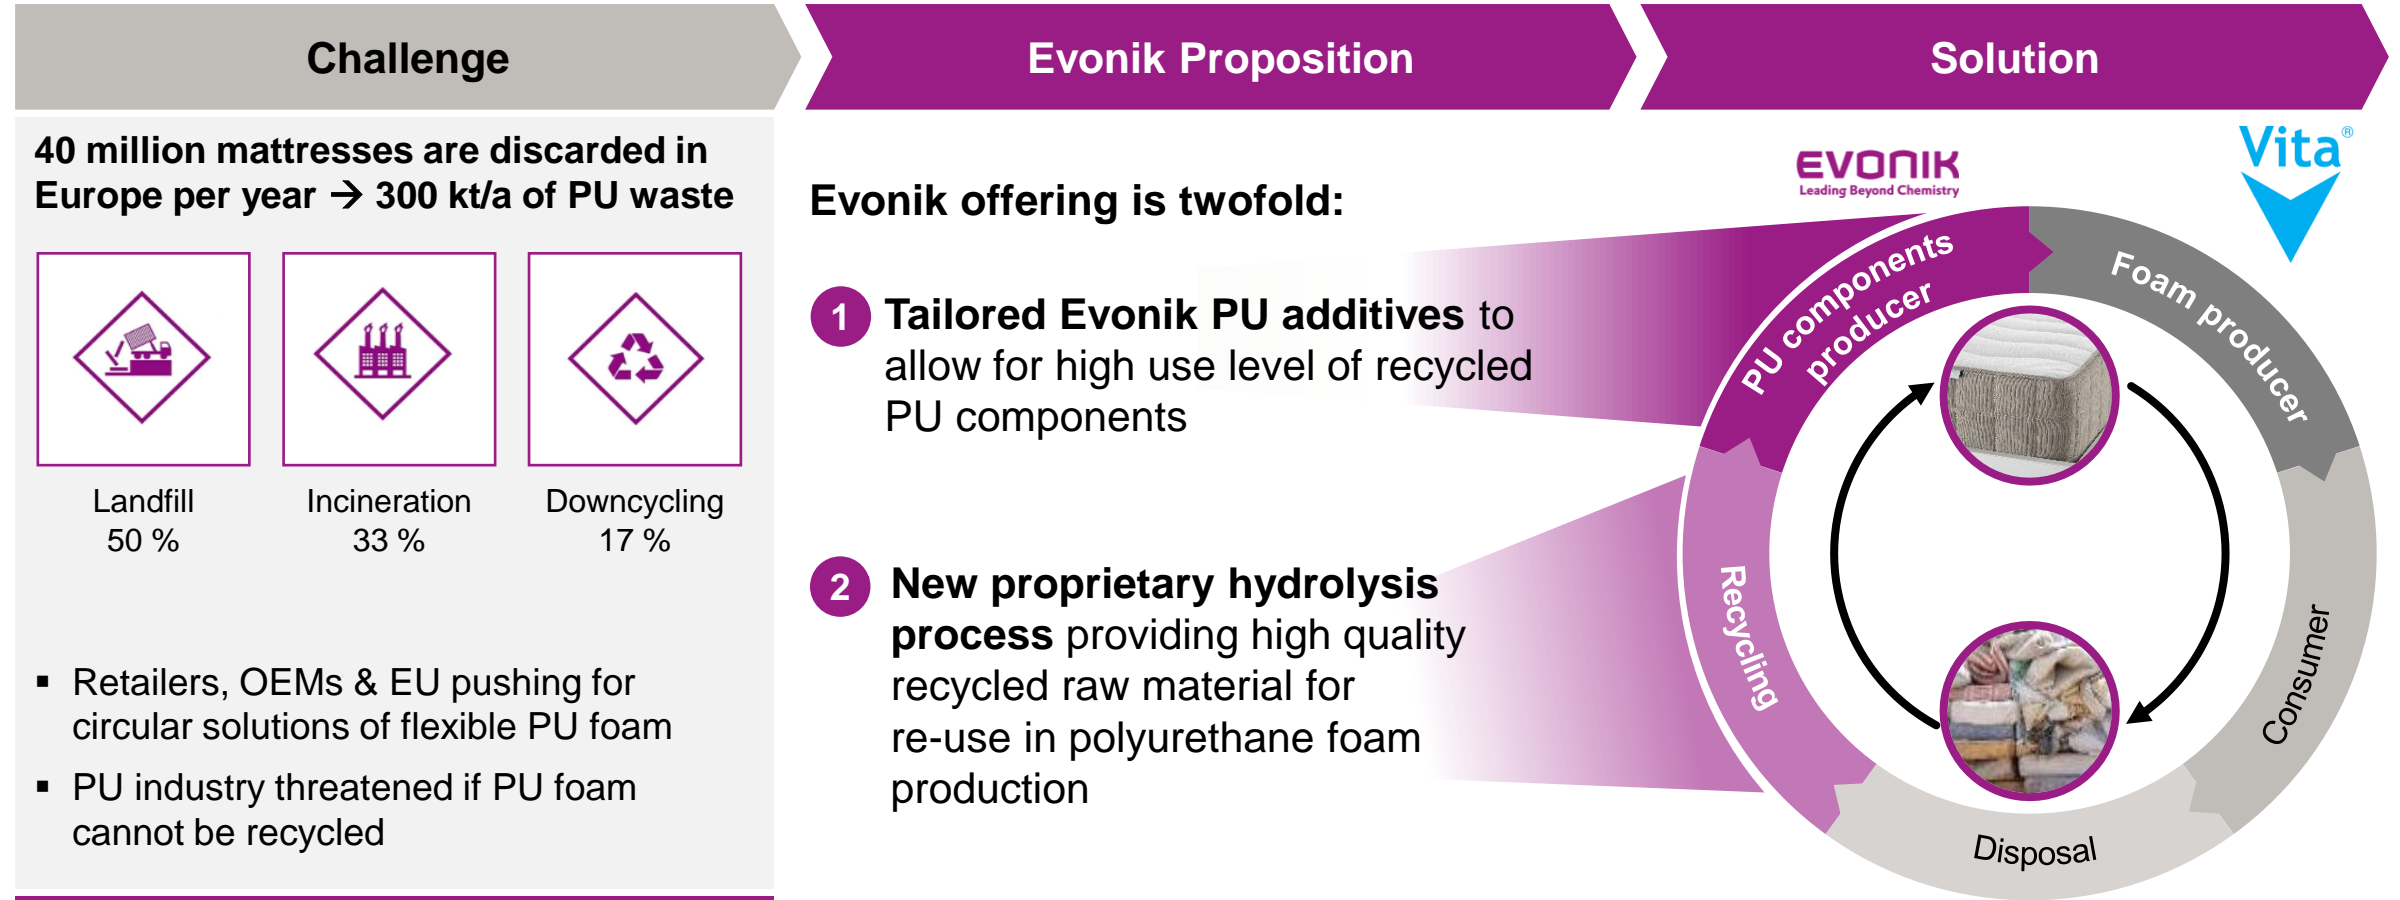 Challenge
Evonik Proposition
Solution
40 million mattresses are discarded in
Europe per year → 300 kt/a of PU waste
Landfill
50 %
Incineration
33 %
Downcycling
17 %
▪ Retailers, OEMs & EU pushing for
circular solutions of flexible PU foam
▪ PU industry threatened if PU foam
cannot be recycled
Evonik offering is twofold:
1 Tailored Evonik PU additives to
allow for high use level of recycled
PU components
2 New proprietary hydrolysis
process providing high quality
recycled raw material for
re-use in polyurethane foam
production
EVONIK
Leading Beyond Chemistry
Vita®
PU components
producer
Foam producer
Consumer
Disposal
Recycling